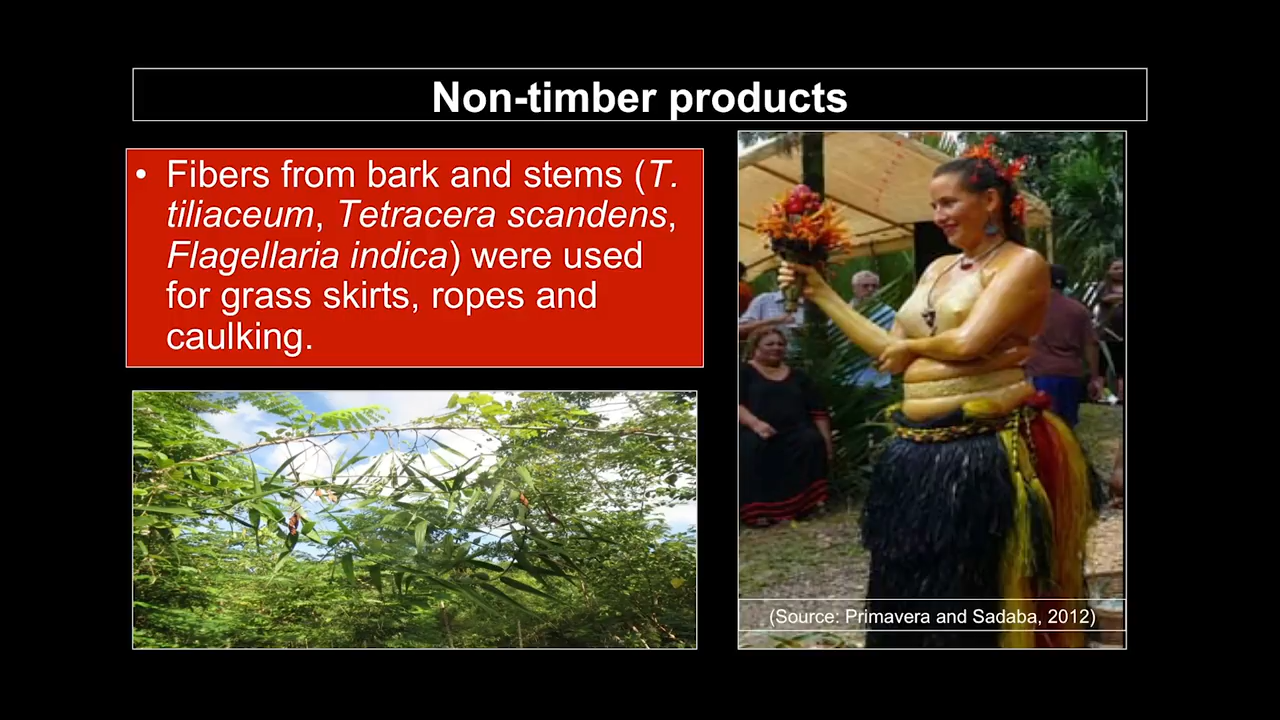 Non-timber products
• Fibers from bark and stems (T.
tiliaceum, Tetracera scandens,
Flagellaria indica) were used
for grass skirts, ropes and
caulking.
(Source: Primavera and Sadaba, 2012)